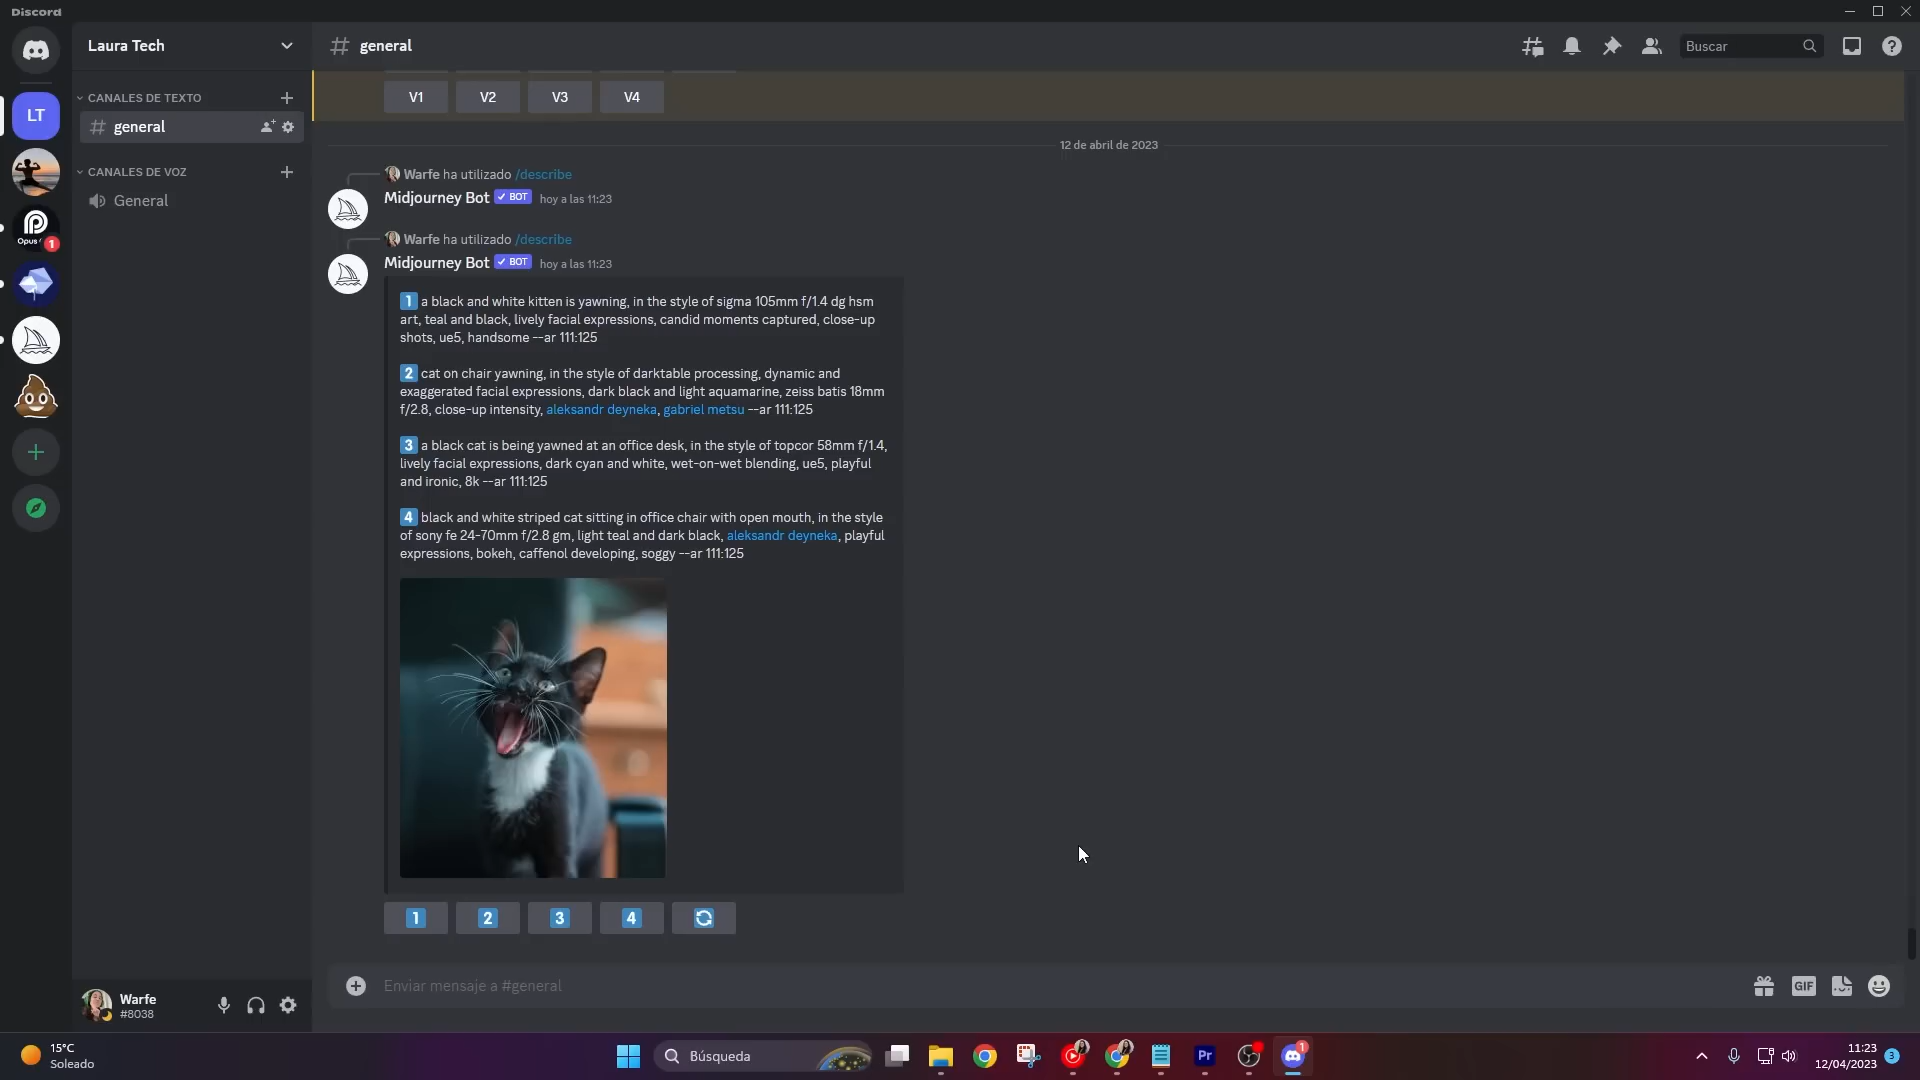 Discord
Laura Tech
general
Buscar
CANALES DE TEXTO
general
CANALES DE VOZ
General
LT
Opus
1
V1 V2 V3 V4
12 de abril de 2023
Warfe ha utilizado /describe
Midjourney Bot BOT hoy a las 11:23
Warfe ha utilizado /describe
Midjourney Bot BOT hoy a las 11:23
1 a black and white kitten is yawning, in the style of sigma 105mm f/1.4 dg hsm
art, teal and black, lively facial expressions, candid moments captured, close-up
shots, ue5, handsome --ar 111:125
2 cat on chair yawning, in the style of darktable processing, dynamic and
exaggerated facial expressions, dark black and light aquamarine, zeiss batis 18mm
f/2.8, close-up intensity, aleksandr deyneka, gabriel metsu --ar 111:125
3 a black cat is being yawned at an office desk, in the style of topcor 58mm f/1.4,
lively facial expressions, dark cyan and white, wet-on-wet blending, ue5, playful
and ironic, 8k --ar 111:125
4 black and white striped cat sitting in office chair with open mouth, in the style
of sony fe 24-70mm f/2.8 gm, light teal and dark black, aleksandr deyneka, playful
expressions, bokeh, caffenol developing, soggy --ar 111:125
1 2 3 4
Enviar mensaje a #general
GIF
Warfe
#8038
15°C
Soleado
Búsqueda
Pr
1
11:23
12/04/2023
3